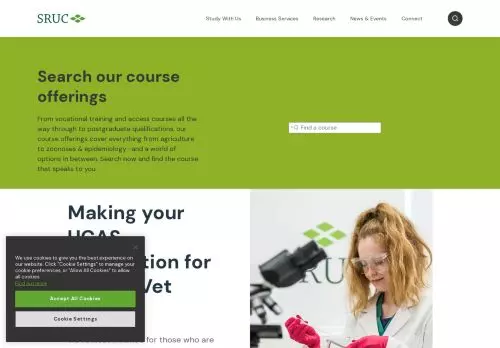 SRUC
Study With Us
Business Services
Research
News & Events
Connect
Search our course
offerings
From vocational training and access courses all the
way through to postgraduate qualifications, our
course offerings cover everything from agriculture
to zoonoses & epidemiology - and a world of
options in between. Search now and find the course
that speaks to you
Find a course
Making your
UCAS
tion for
Vet
for those who are
SRUC
We use cookies to give you the best experience on
our website. Click "Cookie Settings" to manage your
cookie preferences, or "Allow All Cookies" to allow
all cookies
Find out more
Accept All Cookies
Cookie Settings